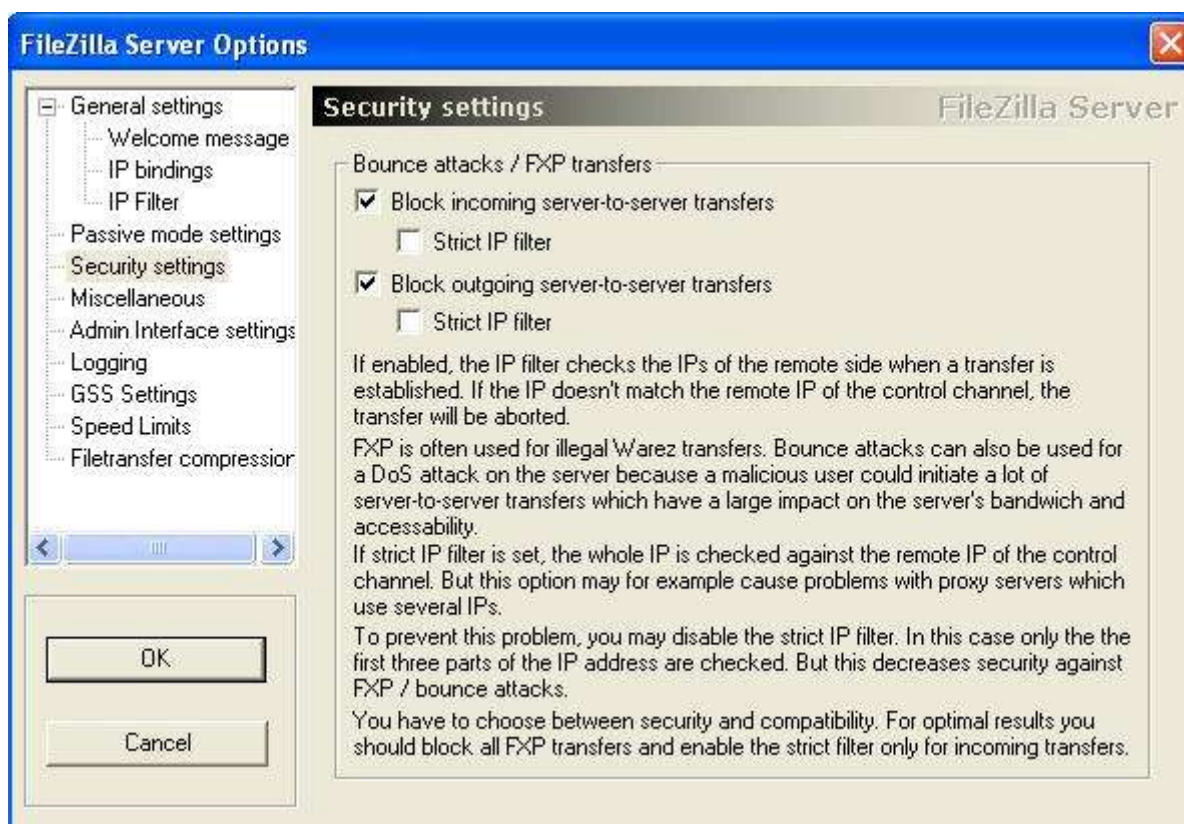 FileZilla Server Options
General settings
Welcome message
IP bindings
IP Filter
Passive mode settings
Security settings
Miscellaneous
Admin Interface settings
Logging
GSS Settings
Speed Limits
Filetransfer compression
OK
Cancel
Security settings
FileZilla Server
Bounce attacks / FXP transfers
Block incoming server-to-server transfers
Strict IP filter
Block outgoing server-to-server transfers
Strict IP filter
If enabled, the IP filter checks the IPs of the remote side when a transfer is
established. If the IP doesn't match the remote IP of the control channel, the
transfer will be aborted.
FXP is often used for illegal Warez transfers. Bounce attacks can also be used for
a DoS attack on the server because a malicious user could initiate a lot of
server-to-server transfers which have a large impact on the server's bandwich and
accessability.
If strict IP filter is set, the whole IP is checked against the remote IP of the control
channel. But this option may for example cause problems with proxy servers which
use several IPs.
To prevent this problem, you may disable the strict IP filter. In this case only the the
first three parts of the IP address are checked. But this decreases security against
FXP / bounce attacks.
You have to choose between security and compatibility. For optimal results you
should block all FXP transfers and enable the strict filter only for incoming transfers.